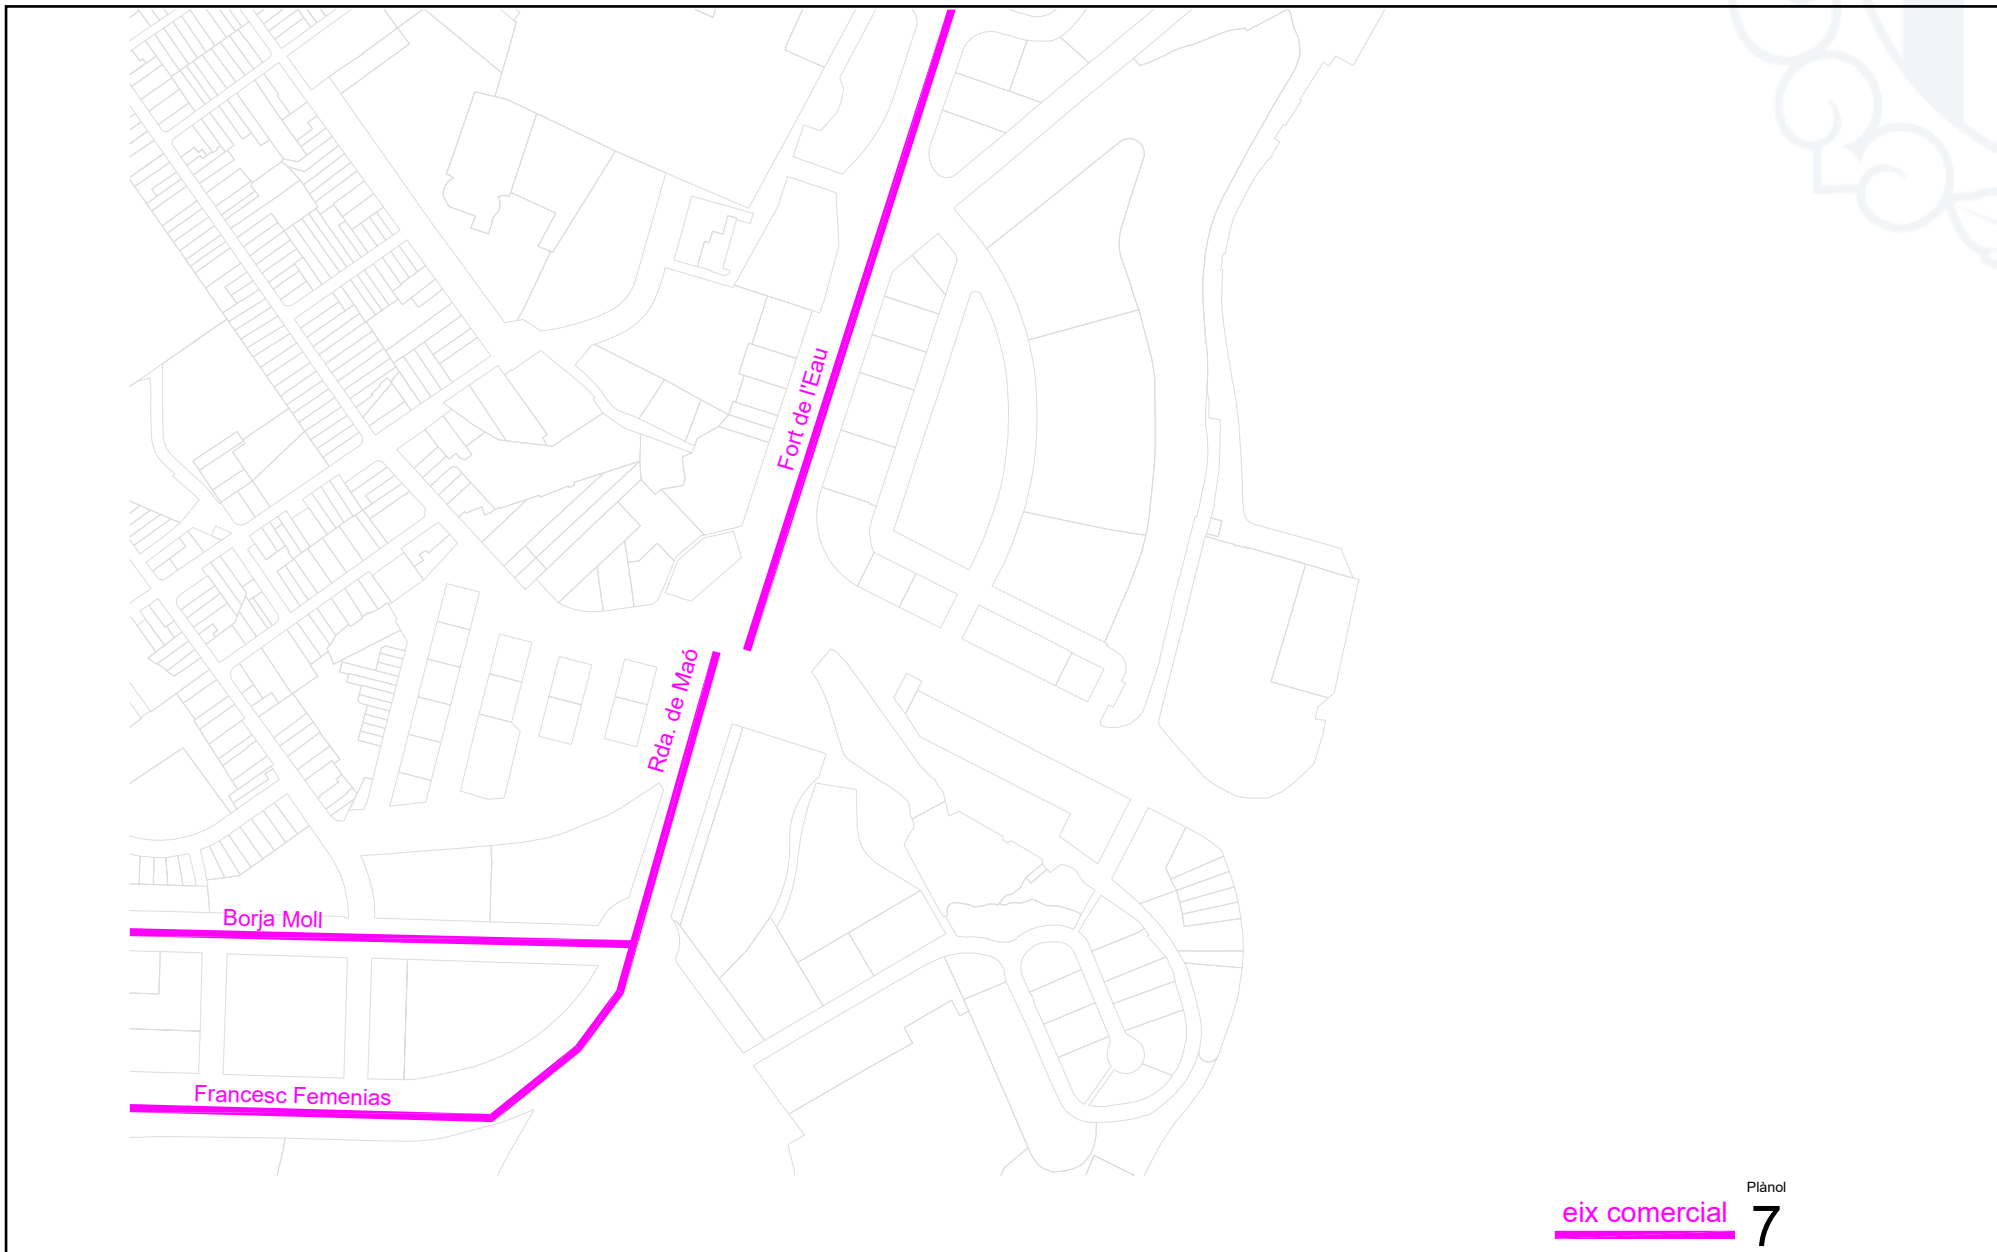 Fort de l'Eau
Rda. de Maó
Borja Moll
Francesc Femenias
Plànol
eix comercial
7